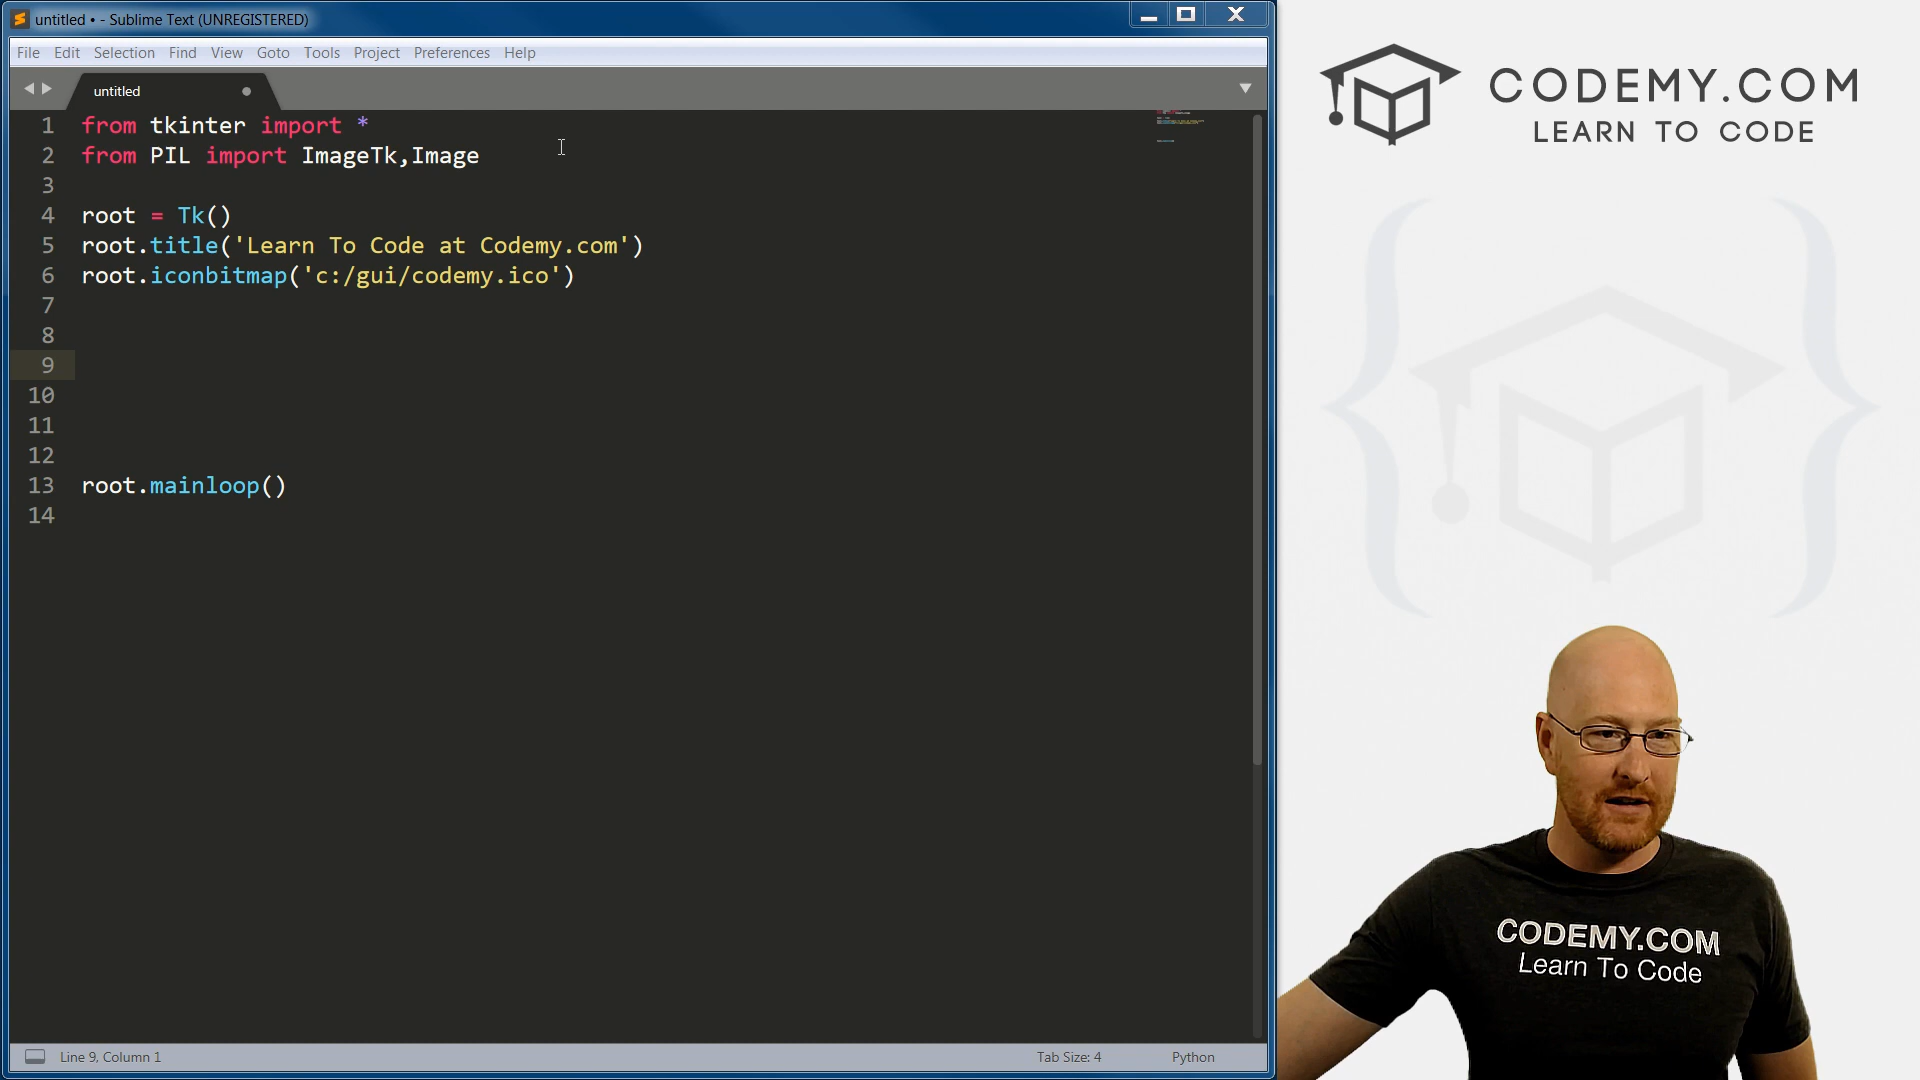 untitled • - Sublime Text (UNREGISTERED)
File Edit Selection Find View Goto Tools Project Preferences Help
untitled
1 from tkinter import *
2 from PIL import ImageTk,Image
3
4 root = Tk()
5 root.title('Learn To Code at Codemy.com')
6 root.iconbitmap('c:/gui/codemy.ico')
7
8
9
10
11
12
13 root.mainloop()
14
Line 9, Column 1
Tab Size: 4
Python
CODEMY.COM
LEARN TO CODE
CODEMY.COM
Learn To Code